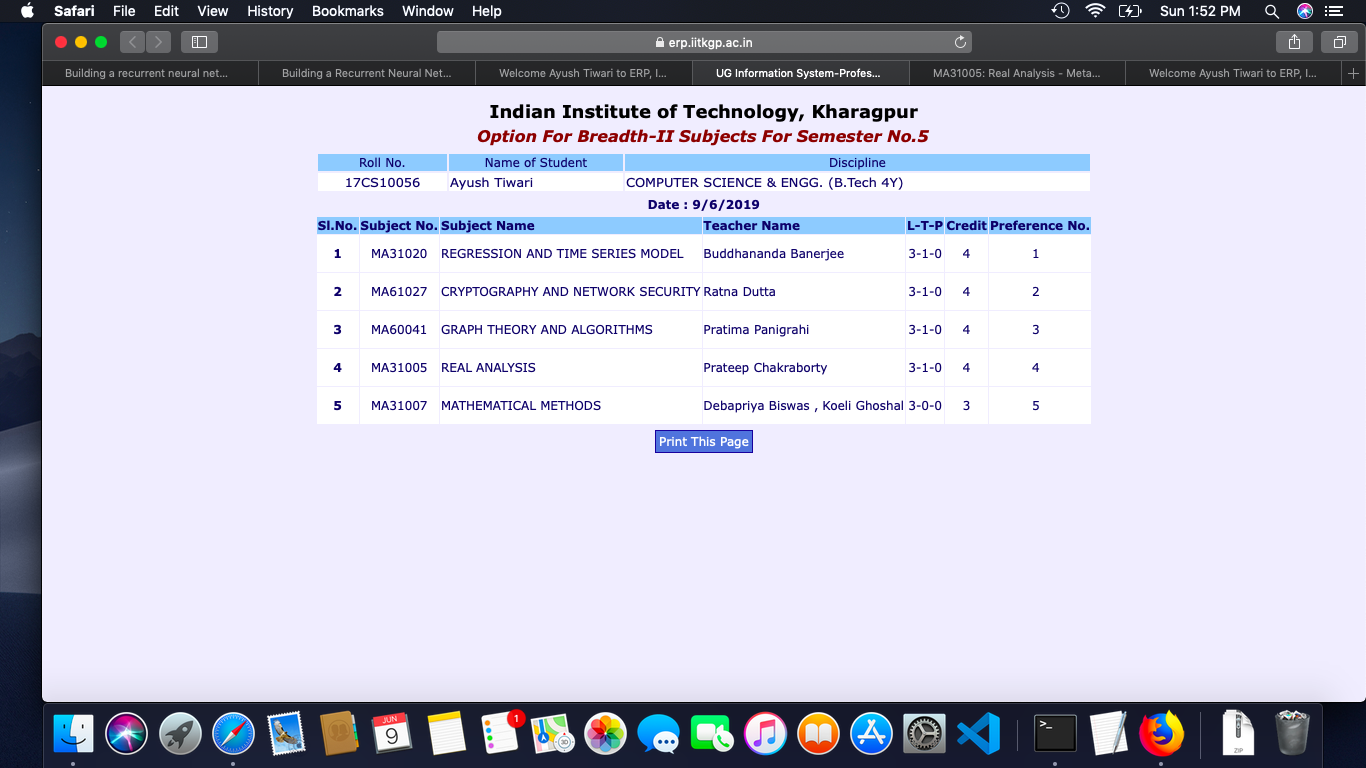 Safari File Edit View History Bookmarks Window Help Sun 1:52 PM
erp.iitkgp.ac.in
Building a recurrent neural net... Building a Recurrent Neural Net... Welcome Ayush Tiwari to ERP, I... UG Information System-Profes... MA31005: Real Analysis - Meta... Welcome Ayush Tiwari to ERP, I...
Indian Institute of Technology, Kharagpur
Option For Breadth-II Subjects For Semester No.5
Roll No. Name of Student Discipline
17CS10056 Ayush Tiwari COMPUTER SCIENCE & ENGG. (B.Tech 4Y)
Date : 9/6/2019
Sl.No. Subject No. Subject Name Teacher Name L-T-P Credit Preference No.
1 MA31020 REGRESSION AND TIME SERIES MODEL Buddhananda Banerjee 3-1-0 4 1
2 MA61027 CRYPTOGRAPHY AND NETWORK SECURITY Ratna Dutta 3-1-0 4 2
3 MA60041 GRAPH THEORY AND ALGORITHMS Pratima Panigrahi 3-1-0 4 3
4 MA31005 REAL ANALYSIS Prateep Chakraborty 3-1-0 4 4
5 MA31007 MATHEMATICAL METHODS Debapriya Biswas , Koeli Ghoshal 3-0-0 3 5
Print This Page
JUN 1
9
ZIP